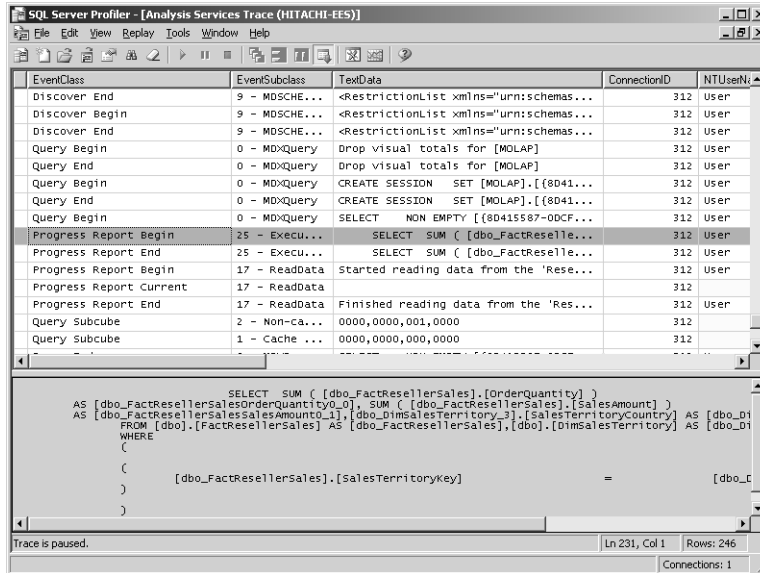 SQL Server Profiler - [Analysis Services Trace (HITACHI-EES)]
File Edit View Replay Tools Window Help
EventClass EventSubclass TextData ConnectionID NTUserNa
Discover End 9 - MDSCHE... <RestrictionList xmlns="urn:schemas... 312 User
Discover Begin 9 - MDSCHE... <RestrictionList xmlns="urn:schemas... 312 User
Discover End 9 - MDSCHE... <RestrictionList xmlns="urn:schemas... 312 User
Query Begin 0 - MDXQuery Drop visual totals for [MOLAP] 312 User
Query End 0 - MDXQuery Drop visual totals for [MOLAP] 312 User
Query Begin 0 - MDXQuery CREATE SESSION SET [MOLAP].[{8D41... 312 User
Query End 0 - MDXQuery CREATE SESSION SET [MOLAP].[{8D41... 312 User
Query Begin 0 - MDXQuery SELECT NON EMPTY [{8D415587-0DCF... 312 User
Progress Report Begin 25 - Execu... SELECT SUM ( [dbo_FactReselle... 312 User
Progress Report End 25 - Execu... SELECT SUM ( [dbo_FactReselle... 312 User
Progress Report Begin 17 - ReadData Started reading data from the 'Rese... 312 User
Progress Report Current 17 - ReadData 312
Progress Report End 17 - ReadData Finished reading data from the 'Res... 312 User
Query Subcube 2 - Non-ca... 0000,0000,001,0000 312
Query Subcube 1 - Cache ... 0000,0000,000,0000 312
SELECT SUM ( [dbo_FactResellerSales].[OrderQuantity] )
AS [dbo_FactResellerSalesOrderQuantity0_0], SUM ( [dbo_FactResellerSales].[SalesAmount] )
AS [dbo_FactResellerSalesSalesAmount0_1],[dbo_DimSalesTerritory_3].[SalesTerritoryCountry] AS [dbo_Di
FROM [dbo].[FactResellerSales] AS [dbo_FactResellerSales],[dbo].[DimSalesTerritory] AS [dbo_Di
WHERE
(
(
[dbo_FactResellerSales].[SalesTerritoryKey] = [dbo_D
)
)
Trace is paused. Ln 231, Col 1 Rows: 246
Connections: 1